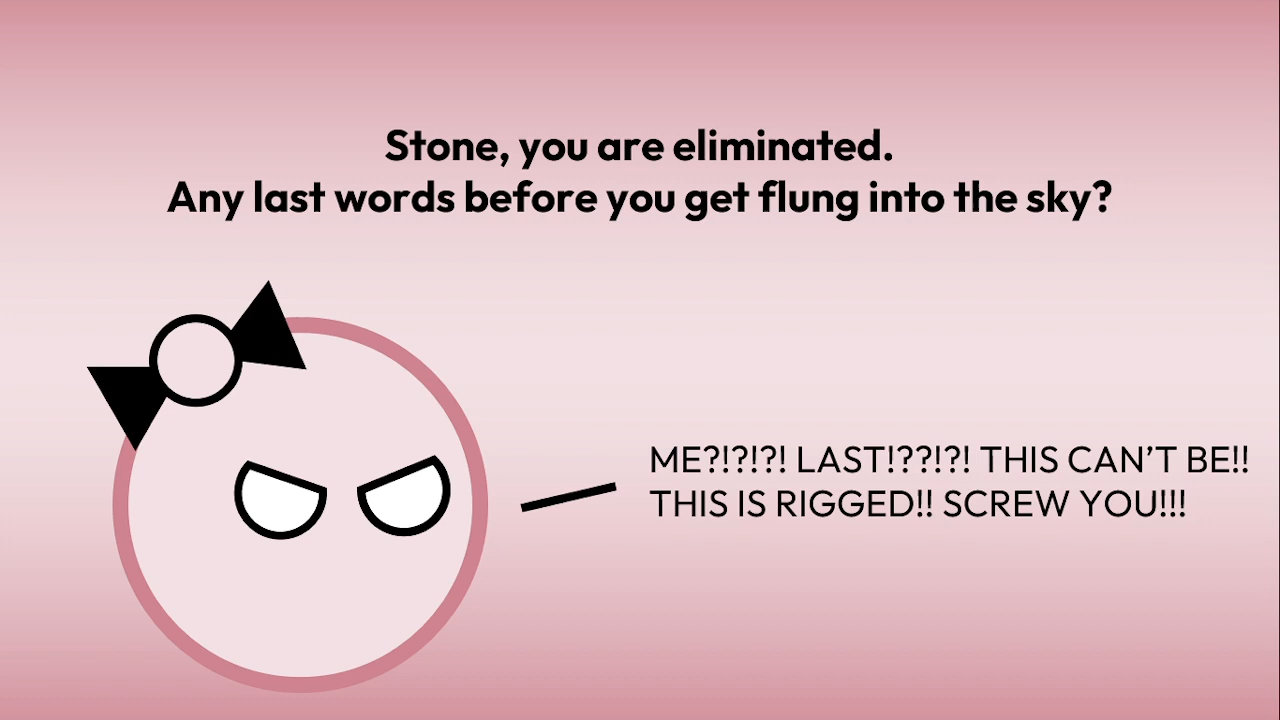 Stone, you are eliminated.
Any last words before you get flung into the sky?
ME?!?!?! LAST!??!?! THIS CAN’T BE!!
THIS IS RIGGED!! SCREW YOU!!!